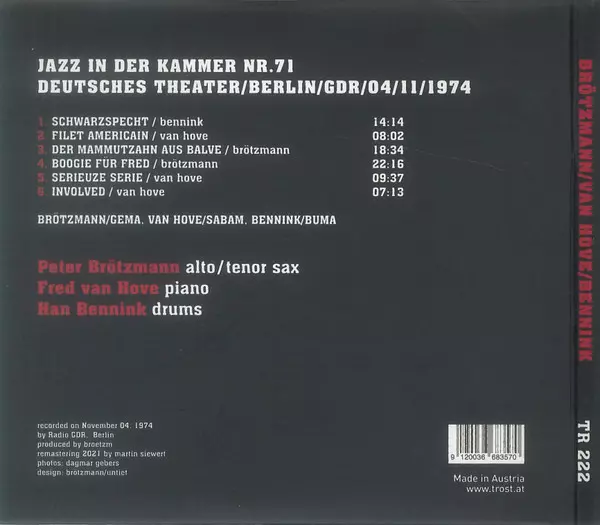 JAZZ IN DER KAMMER NR.71
DEUTSCHES THEATER/BERLIN/GDR/04/11/1974
1. SCHWARZSPECHT / bennink 14:14
2. FILET AMERICAIN / van hove 08:02
3. DER MAMMUTZAHN AUS BALVE / brötzmann 18:34
4. BOOGIE FÜR FRED / brötzmann 22:16
5. SERIEUZE SERIE / van hove 09:37
6. INVOLVED / van hove 07:13
BRÖTZMANN/GEMA, VAN HOVE/SABAM, BENNINK/BUMA
Peter Brötzmann alto/tenor sax
Fred van Hove piano
Han Bennink drums
recorded on November 04. 1974
by Radio GDR. Berlin
produced by broetzm
remastering 2021 by martin siewert
photos: dagmar gebers
design: brötzmann/untiet
9 120036 683570
Made in Austria
www.trost.at
BRÖTZMANN/VAN HOVE/BENNINK
TR 222